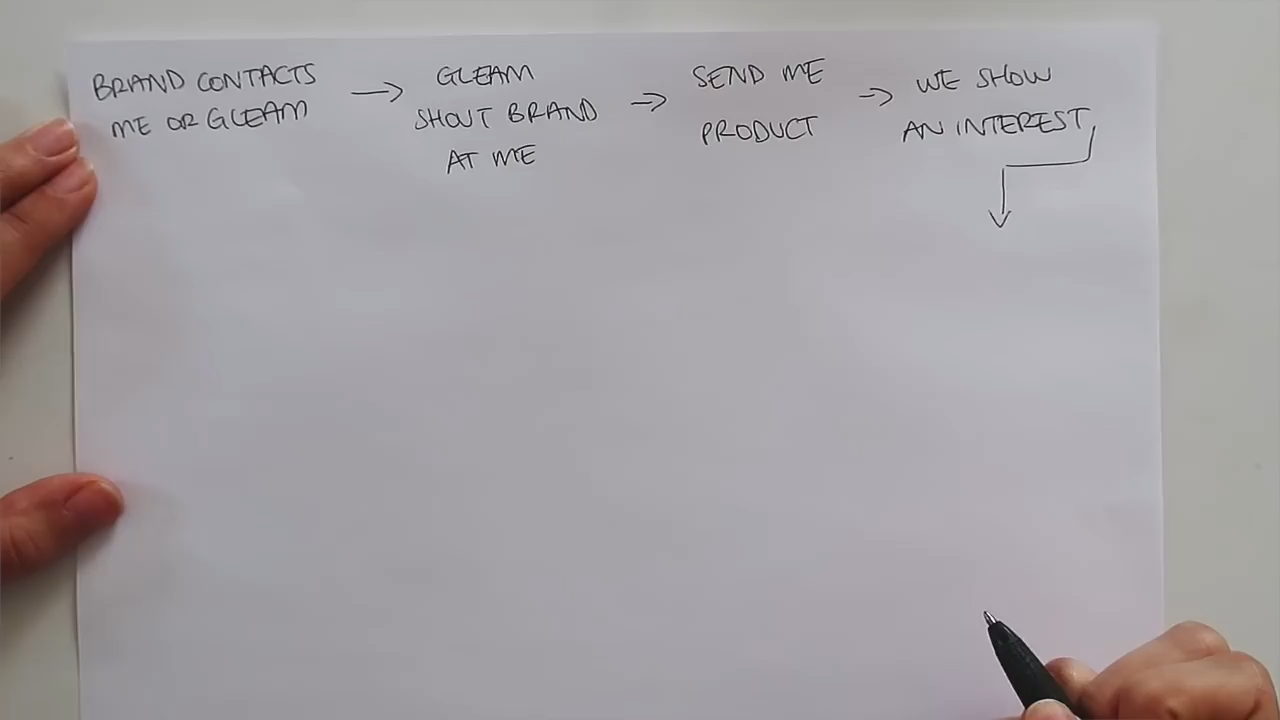 BRAND CONTACTS
ME OR GLEAM
GLEAM
SHOUT BRAND
AT ME
SEND ME
PRODUCT
WE SHOW
AN INTEREST